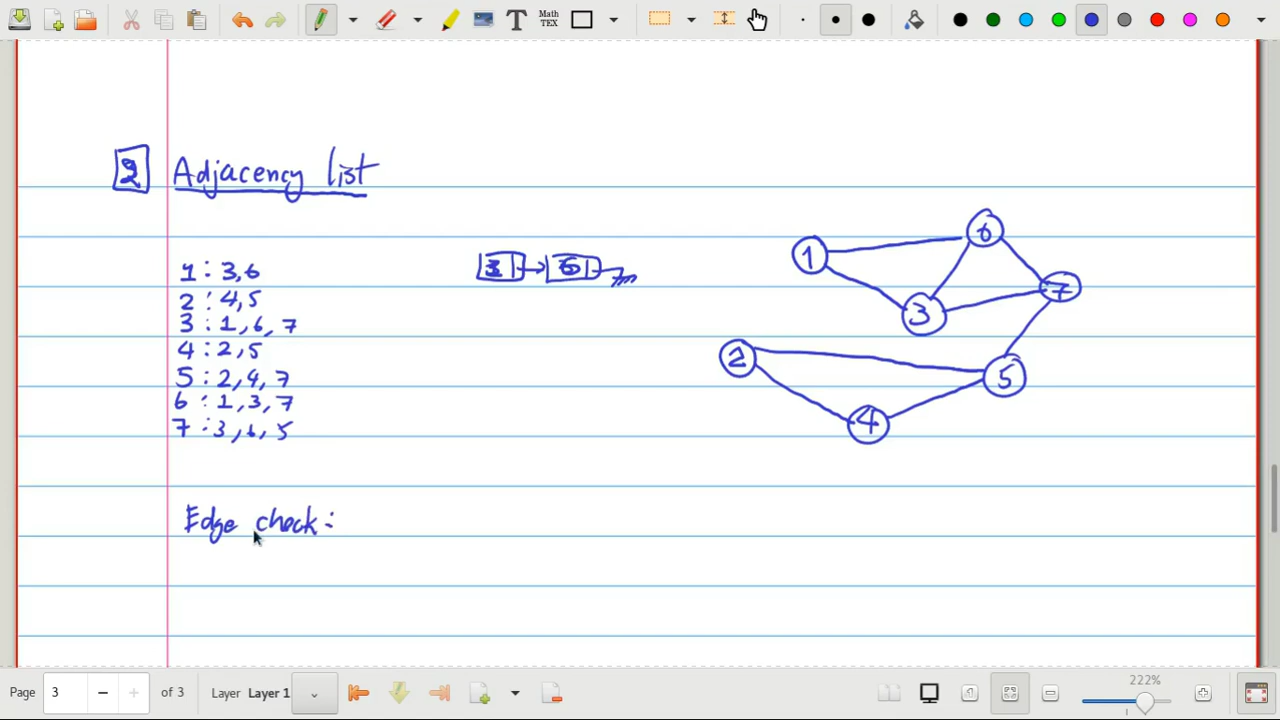 Math
TEX
2 Adjacency list
1 : 3,6
2 : 4,5
3 : 1,6,7
4 : 2,5
5 : 2,4,7
6 : 1,3,7
7 : 3,6,5
6
1
7
3
2
5
4
Edge check:
Page 3 of 3 Layer Layer 1 222%